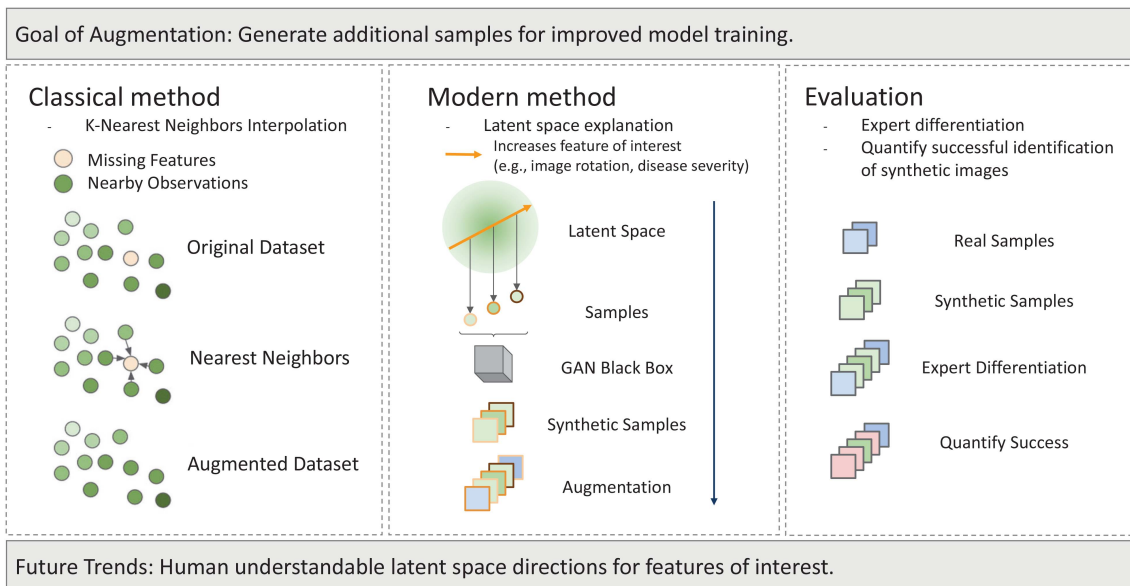 Goal of Augmentation: Generate additional samples for improved model training.
Classical method
- K-Nearest Neighbors Interpolation
Missing Features
Nearby Observations
Original Dataset
Nearest Neighbors
Augmented Dataset
Modern method
- Latent space explanation
Increases feature of interest
(e.g., image rotation, disease severity)
Latent Space
Samples
GAN Black Box
Synthetic Samples
Augmentation
Evaluation
- Expert differentiation
- Quantify successful identification
of synthetic images
Real Samples
Synthetic Samples
Expert Differentiation
Quantify Success
Future Trends: Human understandable latent space directions for features of interest.